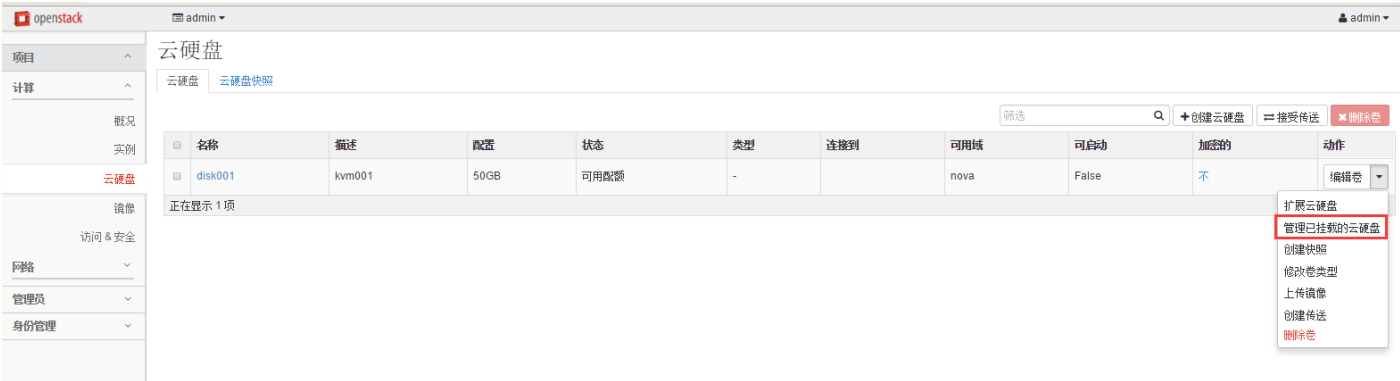 openstack admin admin
项目
计算
概况
实例
云硬盘
镜像
访问 & 安全
网络
管理员
身份管理
云硬盘
云硬盘 云硬盘快照
筛选 创建云硬盘 接受传送 删除卷
名称 描述 配置 状态 类型 连接到 可用域 可启动 加密的 动作
disk001 kvm001 50GB 可用配额 - nova False 不 编辑卷
正在显示 1 项
扩展云硬盘
管理已挂载的云硬盘
创建快照
修改卷类型
上传镜像
创建传送
删除卷